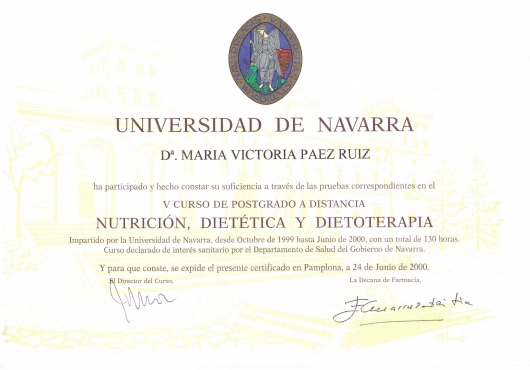 UNIVERSIDAD DE NAVARRA
Dª. MARIA VICTORIA PAEZ RUIZ
ha participado y hecho constar su suficiencia a través de las pruebas correspondientes en el
V CURSO DE POSTGRADO A DISTANCIA
NUTRICIÓN, DIETÉTICA Y DIETOTERAPIA
Impartido por la Universidad de Navarra, desde Octubre de 1999 hasta Junio de 2000, con un total de 130 horas.
Curso declarado de interés sanitario por el Departamento de Salud del Gobierno de Navarra.
Y para que conste, se expide el presente certificado en Pamplona, a 24 de Junio de 2000.
El Director del Curso,
La Decana de Farmacia,